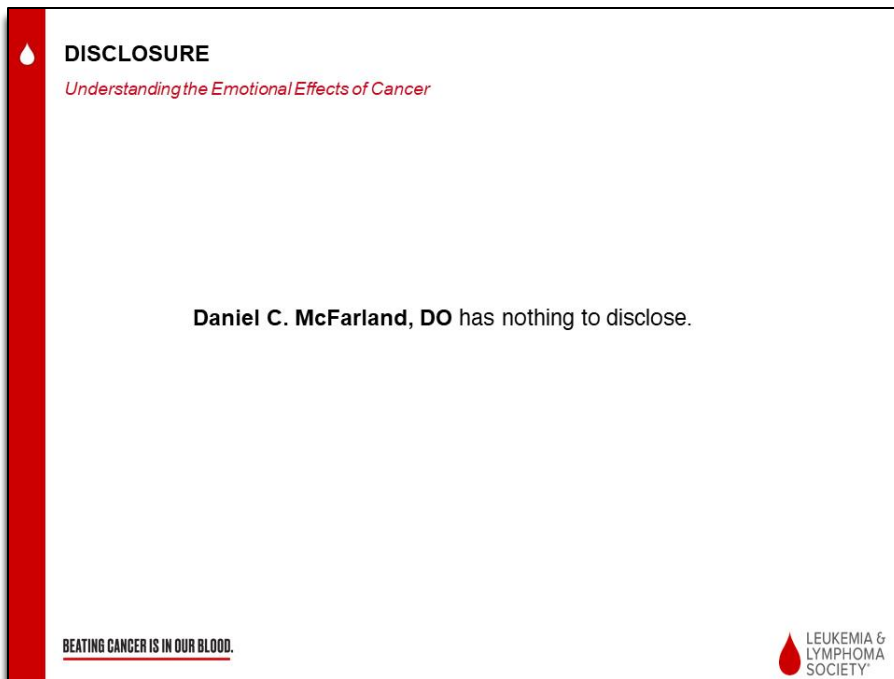 DISCLOSURE
Understanding the Emotional Effects of Cancer
Daniel C. McFarland, DO has nothing to disclose.
BEATING CANCER IS IN OUR BLOOD.
LEUKEMIA &
LYMPHOMA
SOCIETY®